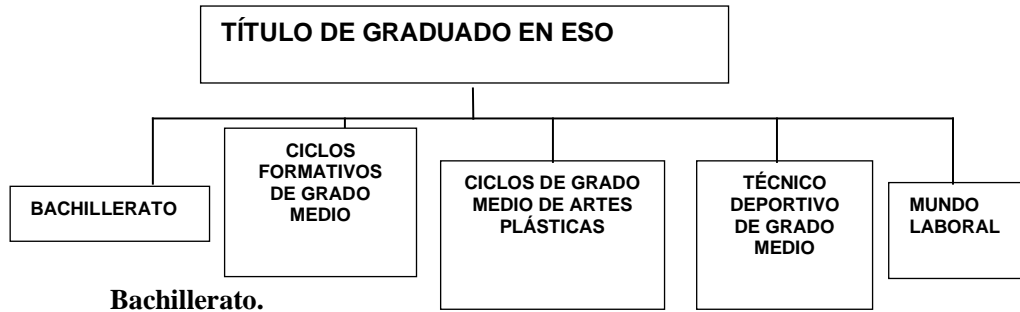 TÍTULO DE GRADUADO EN ESO
BACHILLERATO
CICLOS
FORMATIVOS
DE GRADO
MEDIO
CICLOS DE GRADO
MEDIO DE ARTES
PLÁSTICAS
TÉCNICO
DEPORTIVO
DE GRADO
MEDIO
MUNDO
LABORAL
Bachillerato.